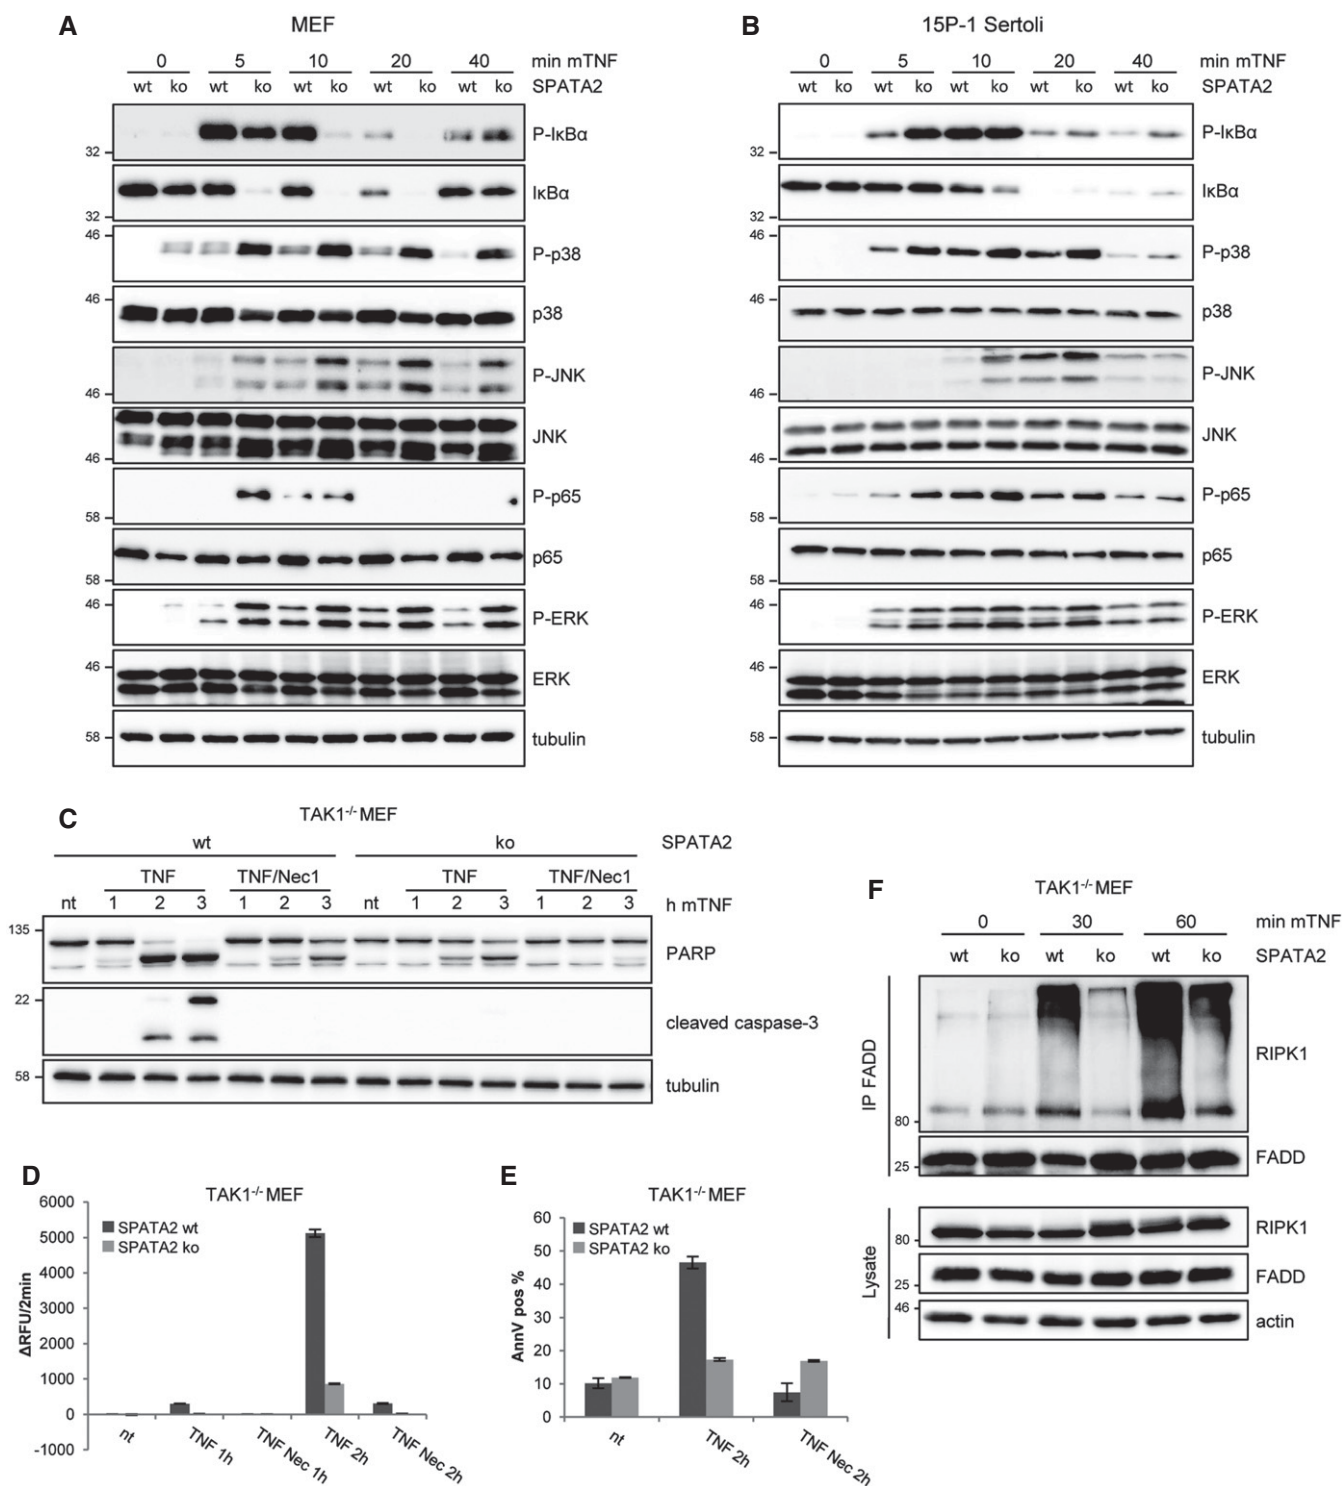 A
MEF
0 5 10 20 40 min mTNF
wt ko wt ko wt ko wt ko wt ko SPATA2
32 P-IκBα
32 IκBα
46 P-p38
46 p38
46 P-JNK
46 JNK
58 P-p65
58 p65
46 P-ERK
46 ERK
58 tubulin
B
15P-1 Sertoli
0 5 10 20 40 min mTNF
wt ko wt ko wt ko wt ko wt ko SPATA2
32 P-IκBα
32 IκBα
46 P-p38
46 p38
46 P-JNK
46 JNK
58 P-p65
58 p65
46 P-ERK
46 ERK
58 tubulin
C
TAK1-/- MEF
wt ko SPATA2
TNF TNF/Nec1 TNF TNF/Nec1
nt 1 2 3 1 2 3 nt 1 2 3 1 2 3 h mTNF
135 PARP
22 cleaved caspase-3
58 tubulin
D
TAK1-/- MEF
SPATA2 wt
SPATA2 ko
ΔRFU/2min
6000
5000
4000
3000
2000
1000
0
-1000
nt TNF 1h TNF Nec 1h TNF 2h TNF Nec 2h
E
TAK1-/- MEF
SPATA2 wt
SPATA2 ko
AnnV pos %
60
50
40
30
20
10
0
nt TNF 2h TNF Nec 2h
F
TAK1-/- MEF
0 30 60 min mTNF
wt ko wt ko wt ko SPATA2
IP FADD
80 RIPK1
25 FADD
Lysate
80 RIPK1
25 FADD
46 actin